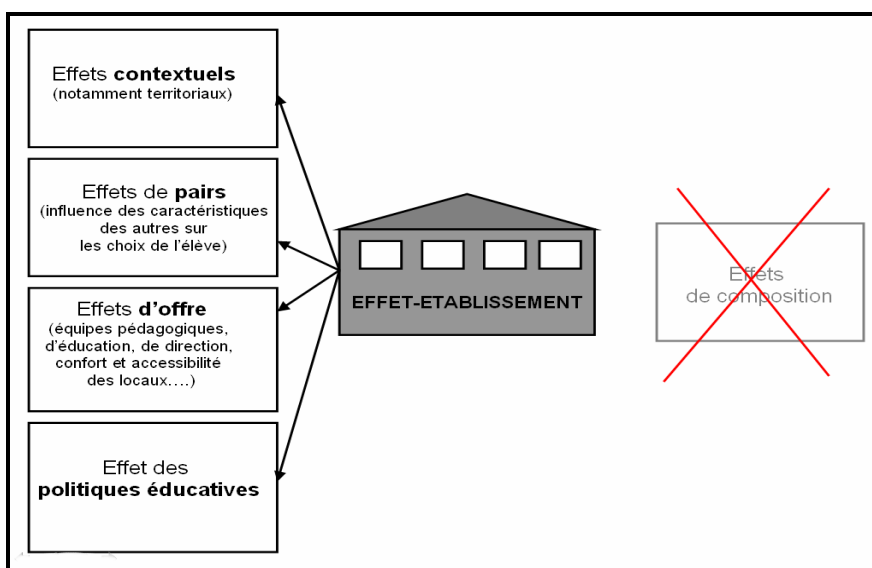 Effets contextuels
(notamment territoriaux)
Effets de pairs
(influence des caractéristiques
des autres sur
les choix de l'élève)
Effets d'offre
(équipes pédagogiques,
d'éducation, de direction,
confort et accessibilité
des locaux....)
Effet des
politiques éducatives
EFFET-ETABLISSEMENT
Effets
de composition